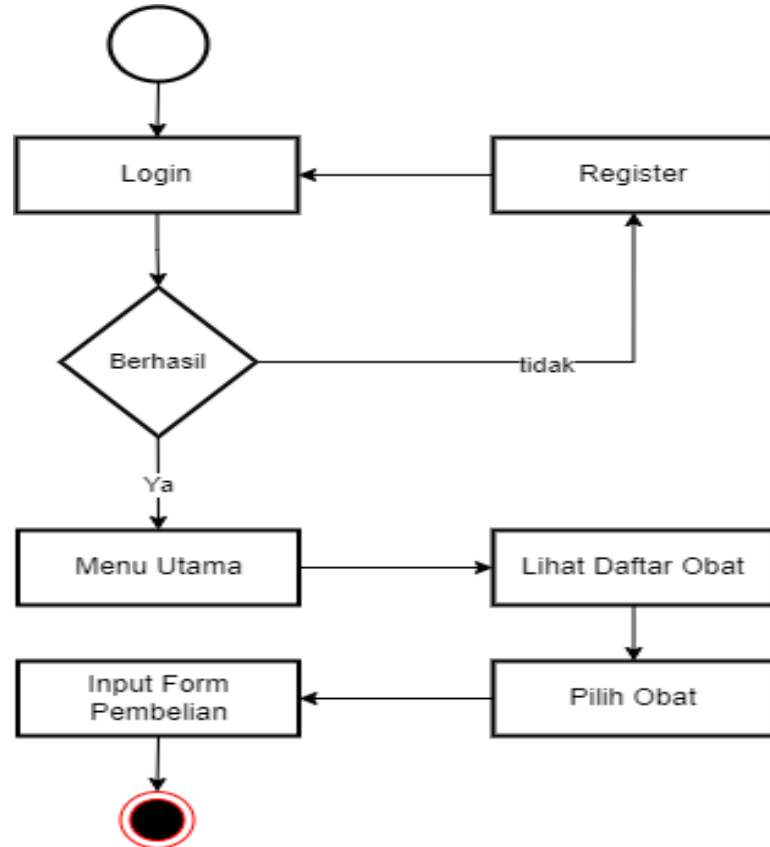 Login
Register
Berhasil
tidak
Ya
Menu Utama
Lihat Daftar Obat
Input Form
Pembelian
Pilih Obat